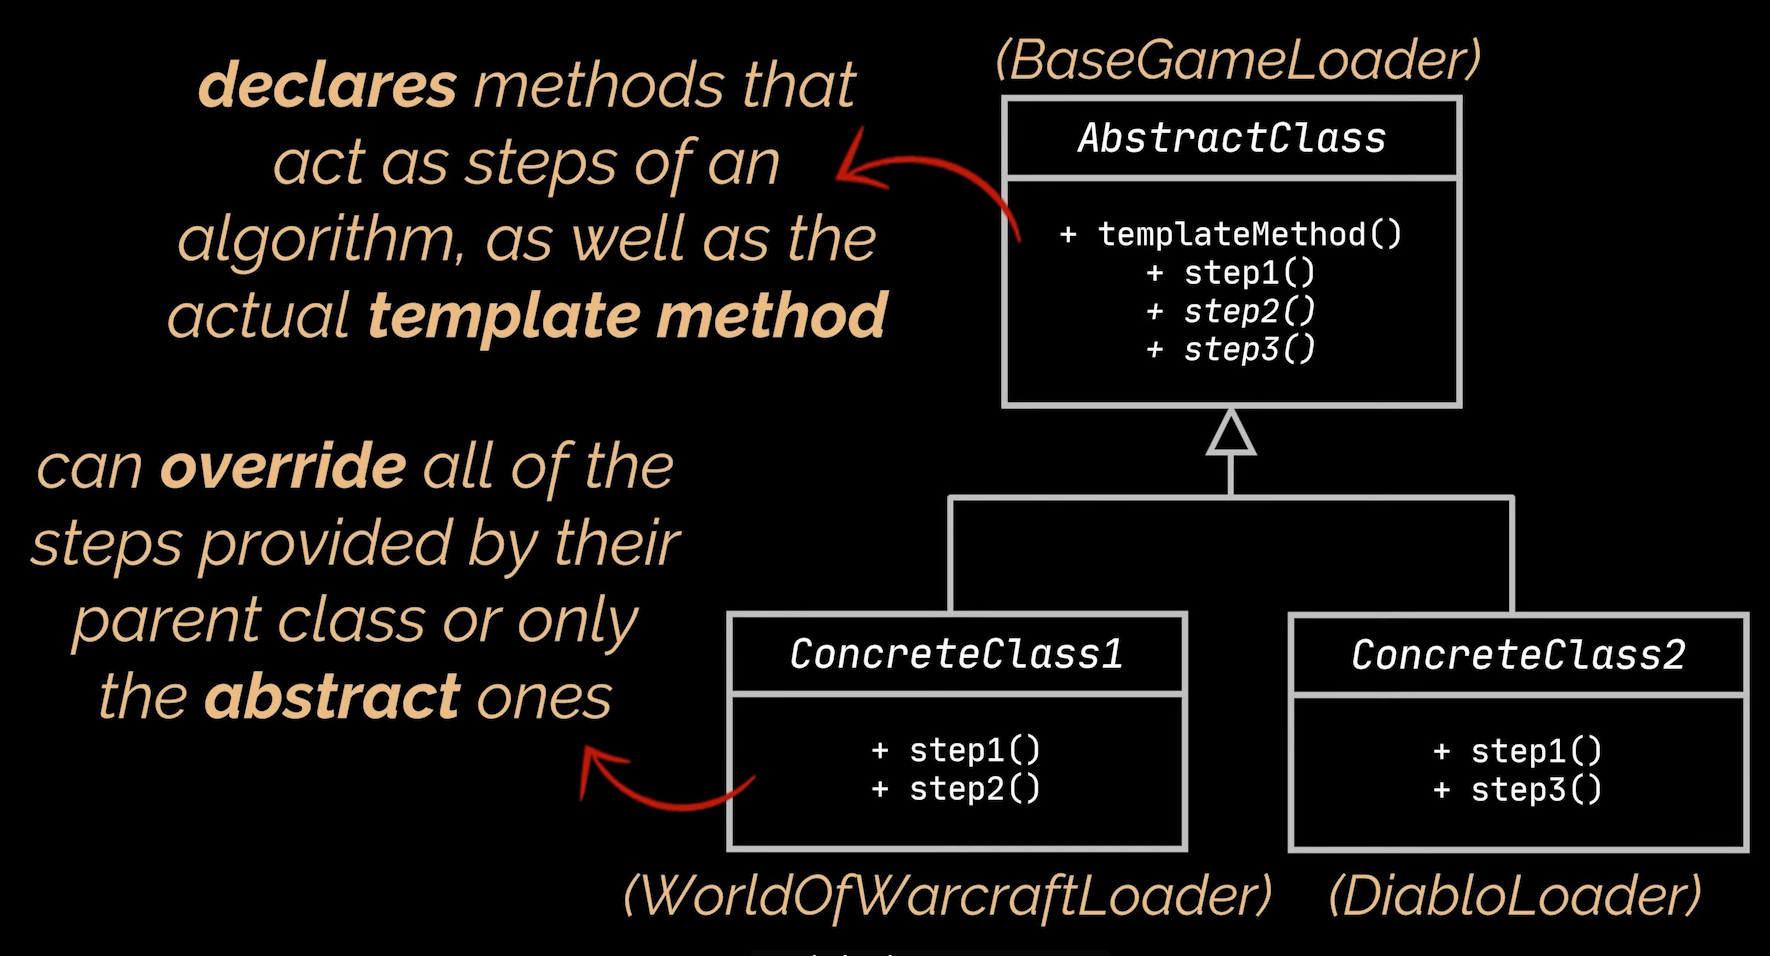 declares methods that
act as steps of an
algorithm, as well as the
actual template method
can override all of the
steps provided by their
parent class or only
the abstract ones
(BaseGameLoader)
AbstractClass
+ templateMethod()
+ step1()
+ step2()
+ step3()
ConcreteClass1
+ step1()
+ step2()
(WorldOfWarcraftLoader)
ConcreteClass2
+ step1()
+ step3()
(DiabloLoader)